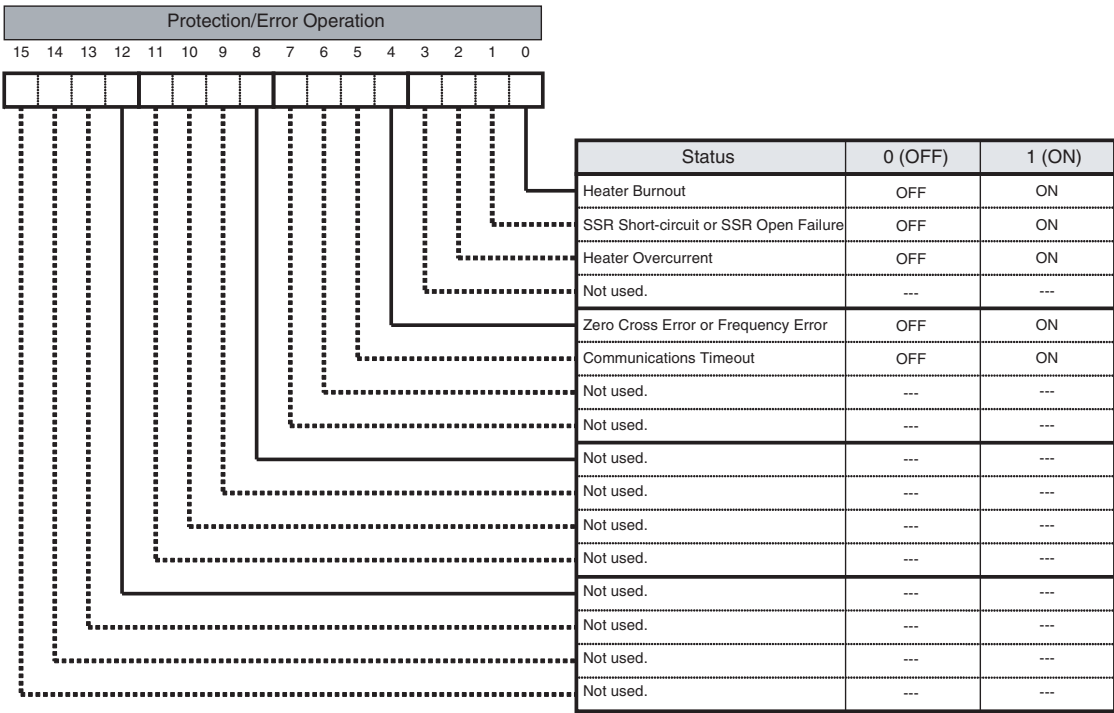 Protection/Error Operation
15 14 13 12 11 10 9 8 7 6 5 4 3 2 1 0
Status 0 (OFF) 1 (ON)
Heater Burnout OFF ON
SSR Short-circuit or SSR Open Failure OFF ON
Heater Overcurrent OFF ON
Not used. --- ---
Zero Cross Error or Frequency Error OFF ON
Communications Timeout OFF ON
Not used. --- ---
Not used. --- ---
Not used. --- ---
Not used. --- ---
Not used. --- ---
Not used. --- ---
Not used. --- ---
Not used. --- ---
Not used. --- ---
Not used. --- ---